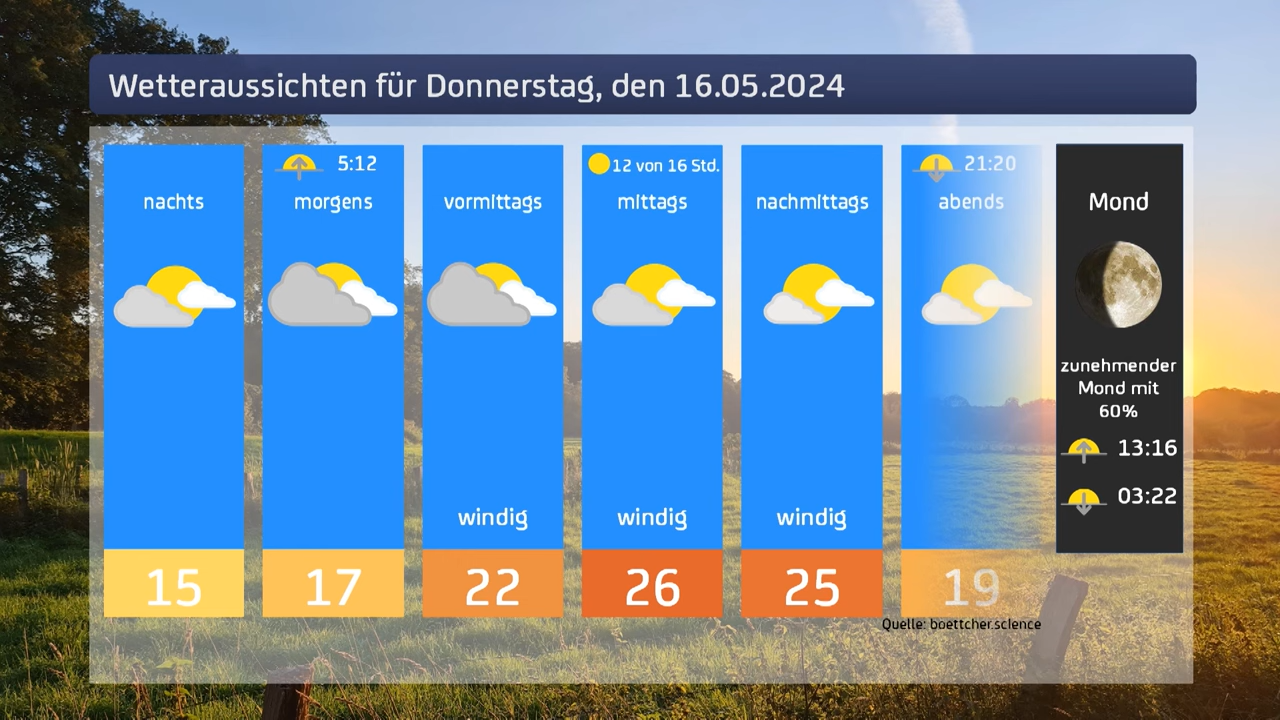 Wetteraussichten für Donnerstag, den 16.05.2024
nachts
15
5:12
morgens
17
vormittags
windig
22
12 von 16 Std.
mittags
windig
26
nachmittags
windig
25
21:20
abends
19
Mond
zunehmender
Mond mit
60%
13:16
03:22
Quelle: boettcher.science